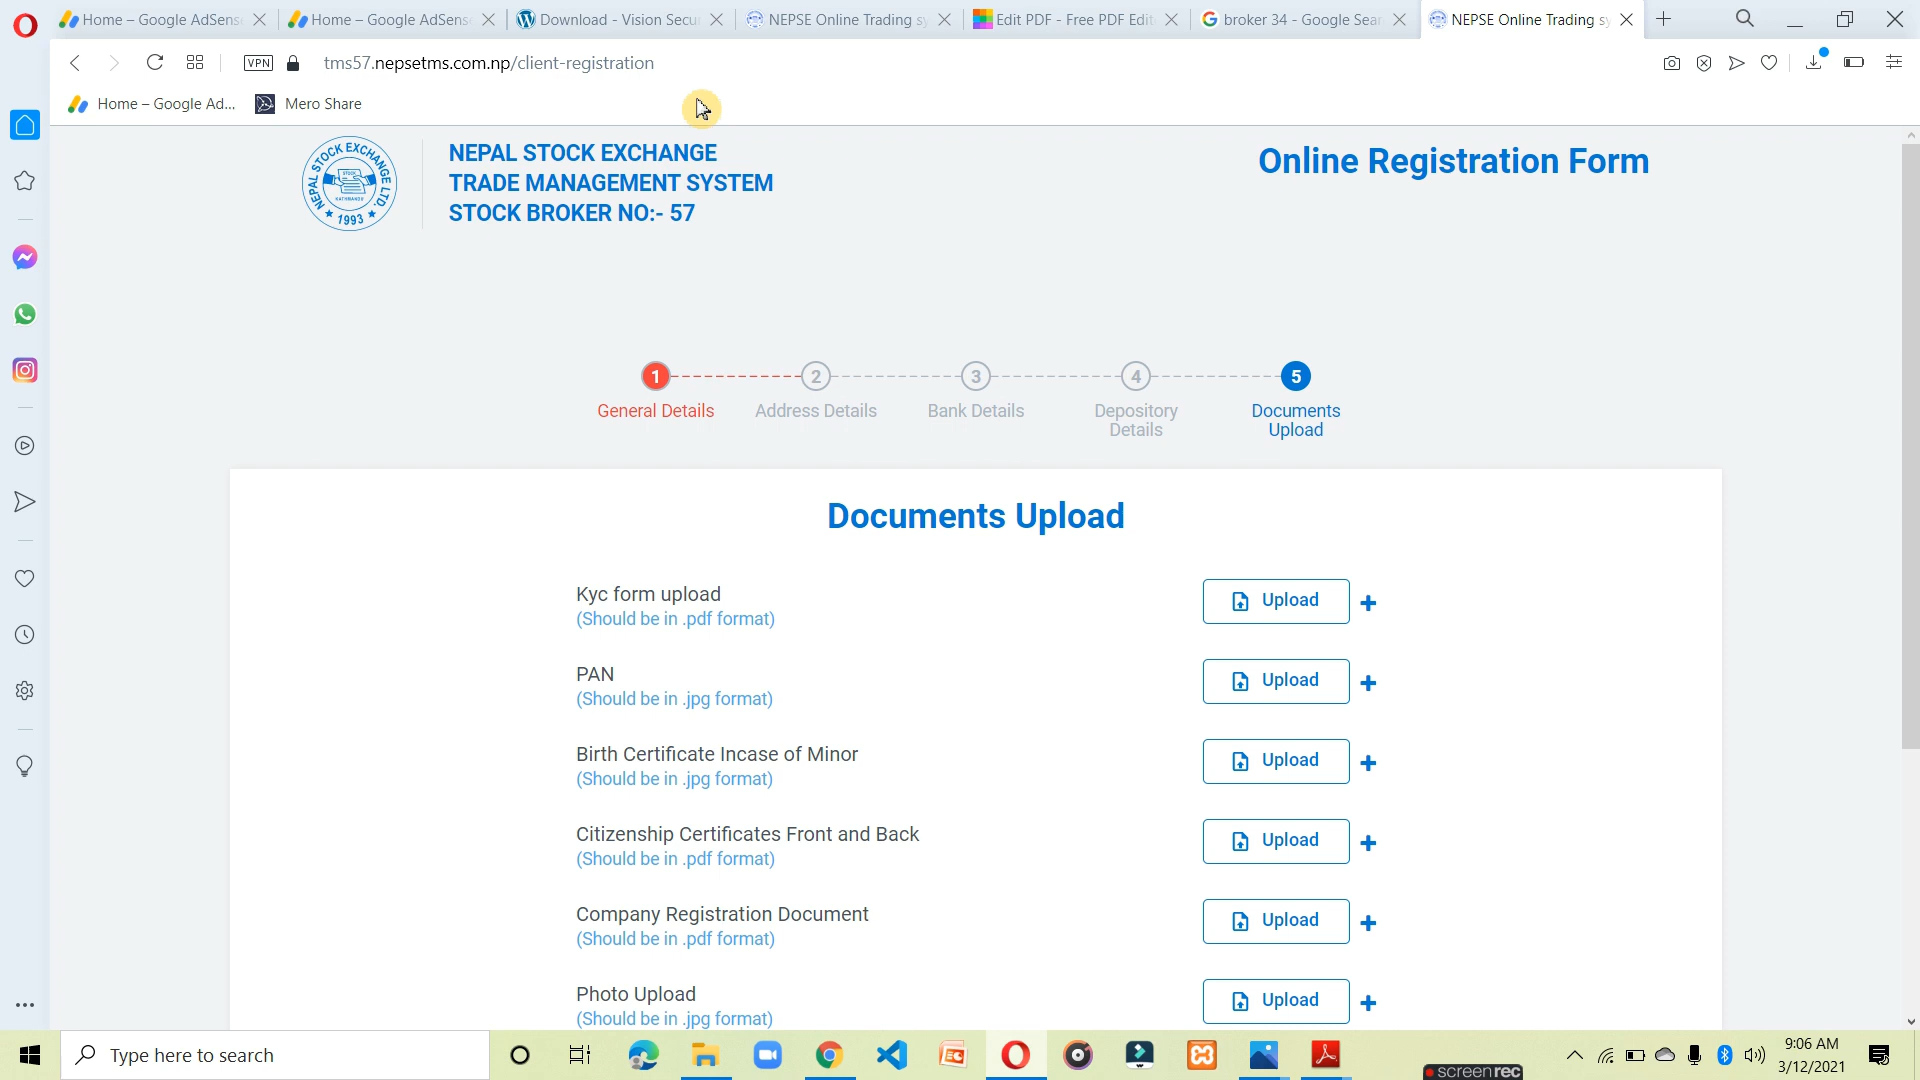 Home – Google AdSens
Home – Google AdSens
Download - Vision Secu
NEPSE Online Trading sy
Edit PDF - Free PDF Edit
broker 34 - Google Sear
NEPSE Online Trading sy
VPN
tms57.nepsetms.com.np/client-registration
Home – Google Ad...
Mero Share
NEPAL STOCK EXCHANGE LTD.
STOCK
KATHMANDU
1993
NEPAL STOCK EXCHANGE
TRADE MANAGEMENT SYSTEM
STOCK BROKER NO:- 57
Online Registration Form
1
2
3
4
5
General Details
Address Details
Bank Details
Depository
Details
Documents
Upload
Documents Upload
Kyc form upload
(Should be in .pdf format)
Upload
PAN
(Should be in .jpg format)
Upload
Birth Certificate Incase of Minor
(Should be in .jpg format)
Upload
Citizenship Certificates Front and Back
(Should be in .pdf format)
Upload
Company Registration Document
(Should be in .pdf format)
Upload
Photo Upload
(Should be in .jpg format)
Upload
Type here to search
9:06 AM
3/12/2021
screenrec